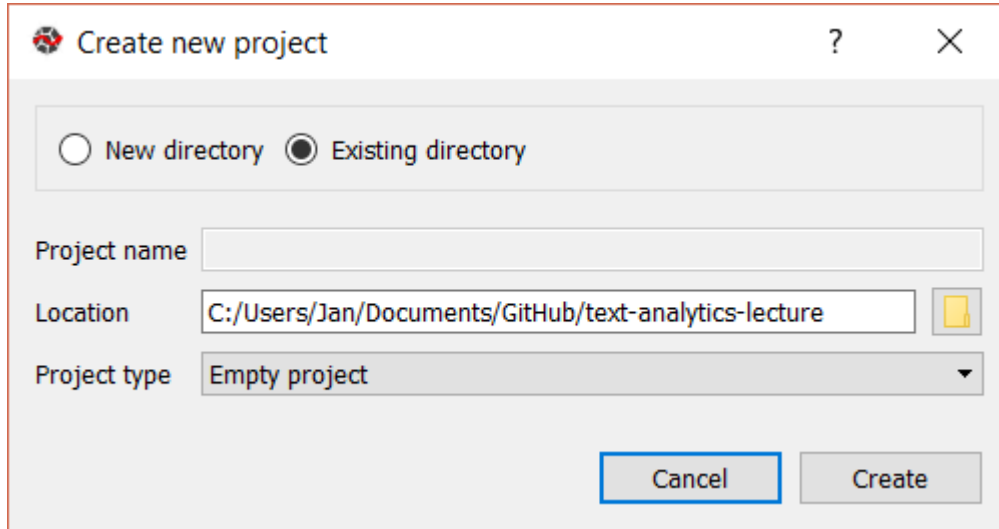 Create new project ?
New directory Existing directory
Project name
Location C:/Users/Jan/Documents/GitHub/text-analytics-lecture
Project type Empty project
Cancel Create